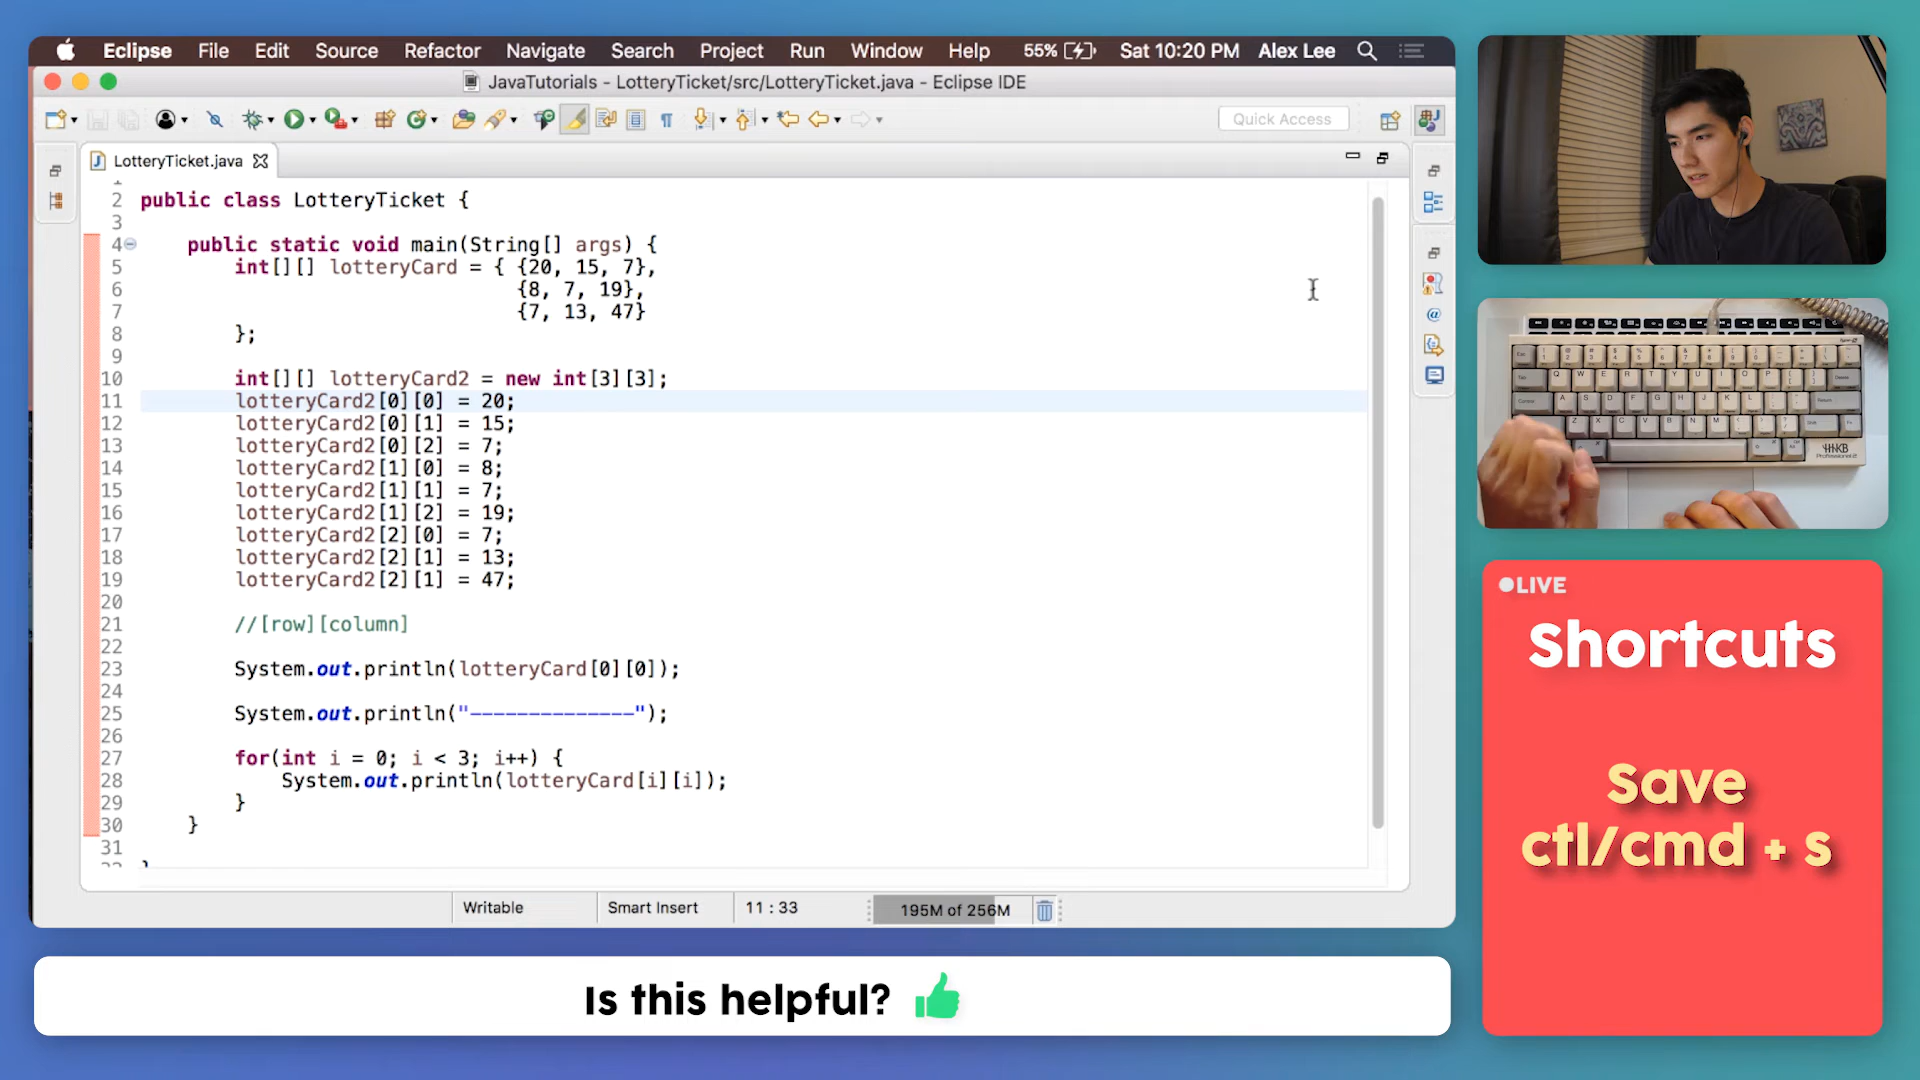 Eclipse File Edit Source Refactor Navigate Search Project Run Window Help 55% Sat 10:20 PM Alex Lee
JavaTutorials - LotteryTicket/src/LotteryTicket.java - Eclipse IDE
Quick Access
LotteryTicket.java
1
2 public class LotteryTicket {
3
4 public static void main(String[] args) {
5 int[][] lotteryCard = { {20, 15, 7},
6 {8, 7, 19},
7 {7, 13, 47}
8 };
9
10 int[][] lotteryCard2 = new int[3][3];
11 lotteryCard2[0][0] = 20;
12 lotteryCard2[0][1] = 15;
13 lotteryCard2[0][2] = 7;
14 lotteryCard2[1][0] = 8;
15 lotteryCard2[1][1] = 7;
16 lotteryCard2[1][2] = 19;
17 lotteryCard2[2][0] = 7;
18 lotteryCard2[2][1] = 13;
19 lotteryCard2[2][1] = 47;
20
21 //[row][column]
22
23 System.out.println(lotteryCard[0][0]);
24
25 System.out.println("--------------");
26
27 for(int i = 0; i < 3; i++) {
28 System.out.println(lotteryCard[i][i]);
29 }
30 }
31
Writable Smart Insert 11 : 33 195M of 256M
LIVE
Shortcuts
Save
ctl/cmd + s
Is this helpful?
HHKB